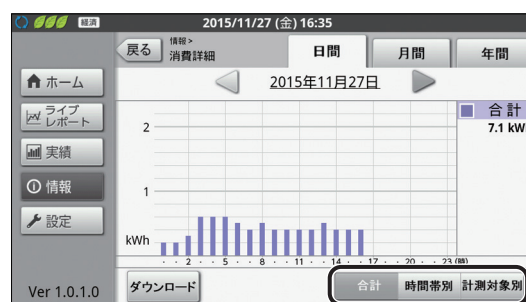 経済
2015/11/27 (金) 16:35
戻る
情報 >
消費詳細
日間
月間
年間
ホーム
ライブ
レポート
実績
情報
設定
Ver 1.0.1.0
2015年11月27日
合計
7.1 kW
2
1
kWh
・・2・・5・・8・・11・・14・・17・・20・・23 (時)
ダウンロード
合計
時間帯別
計測対象別